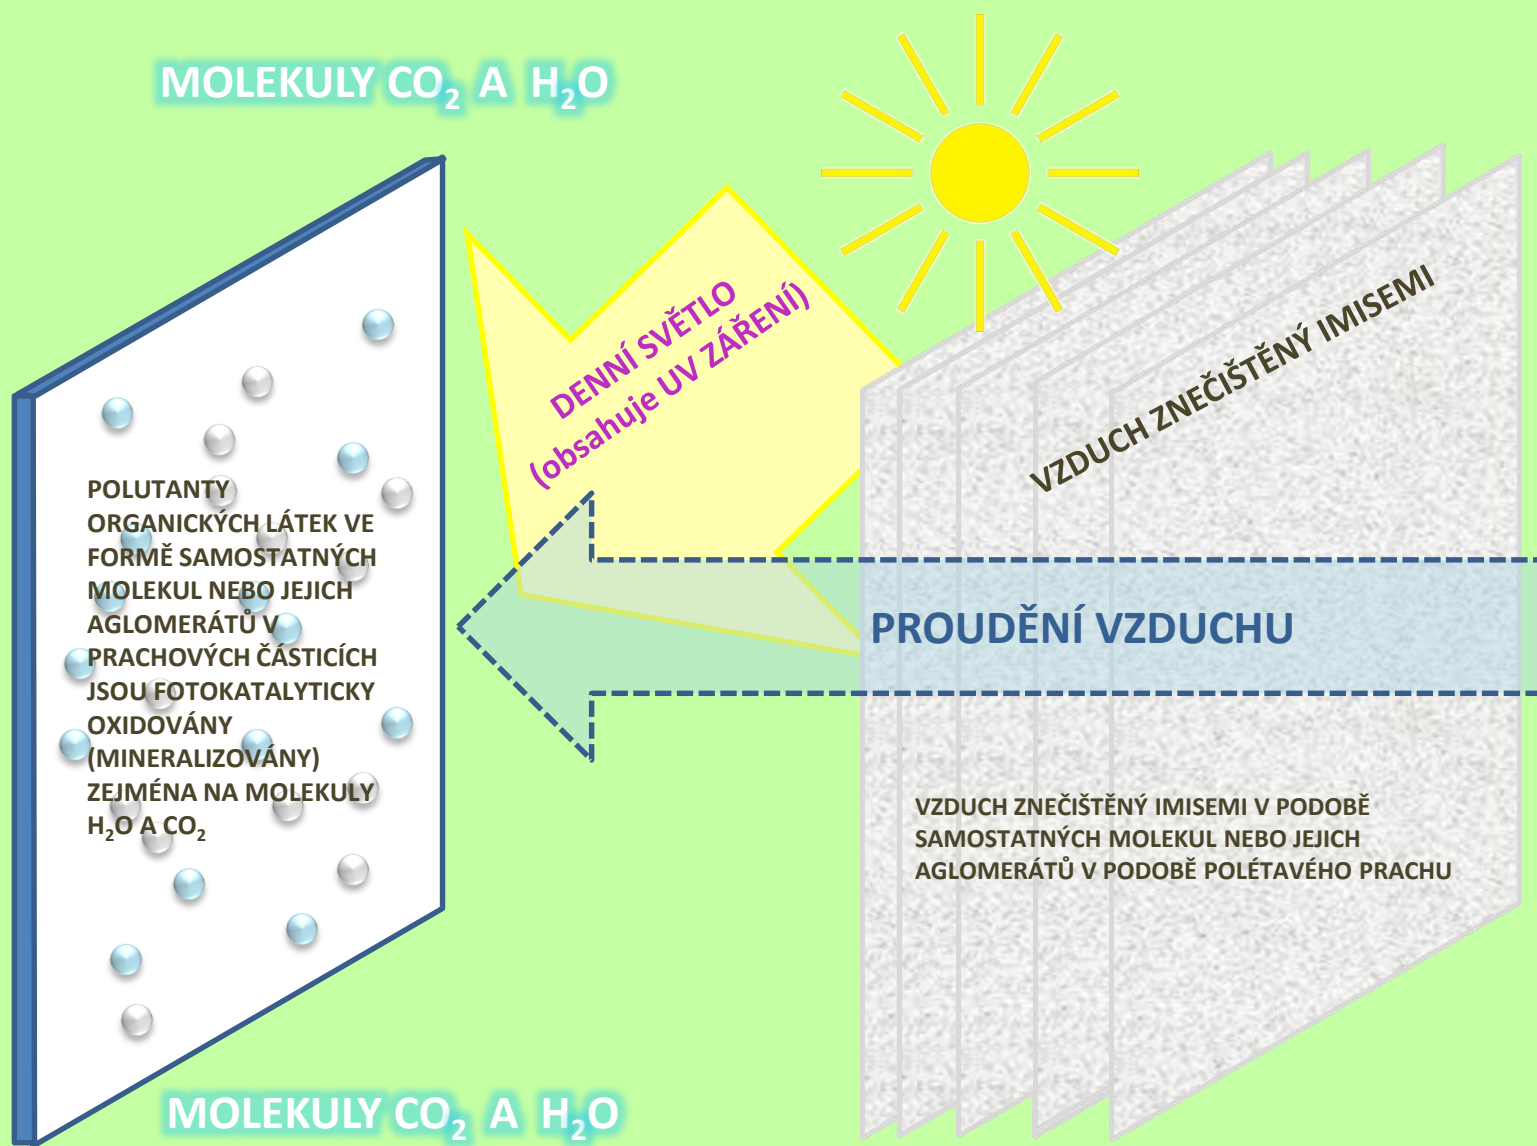 MOLEKULY CO₂ A H₂O
DENNÍ SVĚTLO
(obsahuje UV ZÁŘENÍ)
VZDUCH ZNEČIŠTĚNÝ IMISEMI
POLUTANTY
ORGANICKÝCH LÁTEK VE
FORMĚ SAMOSTATNÝCH
MOLEKUL NEBO JEJICH
AGLOMERÁTŮ V
PRACHOVÝCH ČÁSTICÍCH
JSOU FOTOKATALYTICKY
OXIDOVÁNY
(MINERALIZOVÁNY)
ZEJMÉNA NA MOLEKULY
H₂O A CO₂
PROUDĚNÍ VZDUCHU
VZDUCH ZNEČIŠTĚNÝ IMISEMI V PODOBĚ
SAMOSTATNÝCH MOLEKUL NEBO JEJICH
AGLOMERÁTŮ V PODOBĚ POLÉTAVÉHO PRACHU
MOLEKULY CO₂ A H₂O